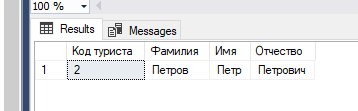 100 %
Results Messages
Код туриста Фамилия Имя Отчество
1 2 Петров Петр Петрович